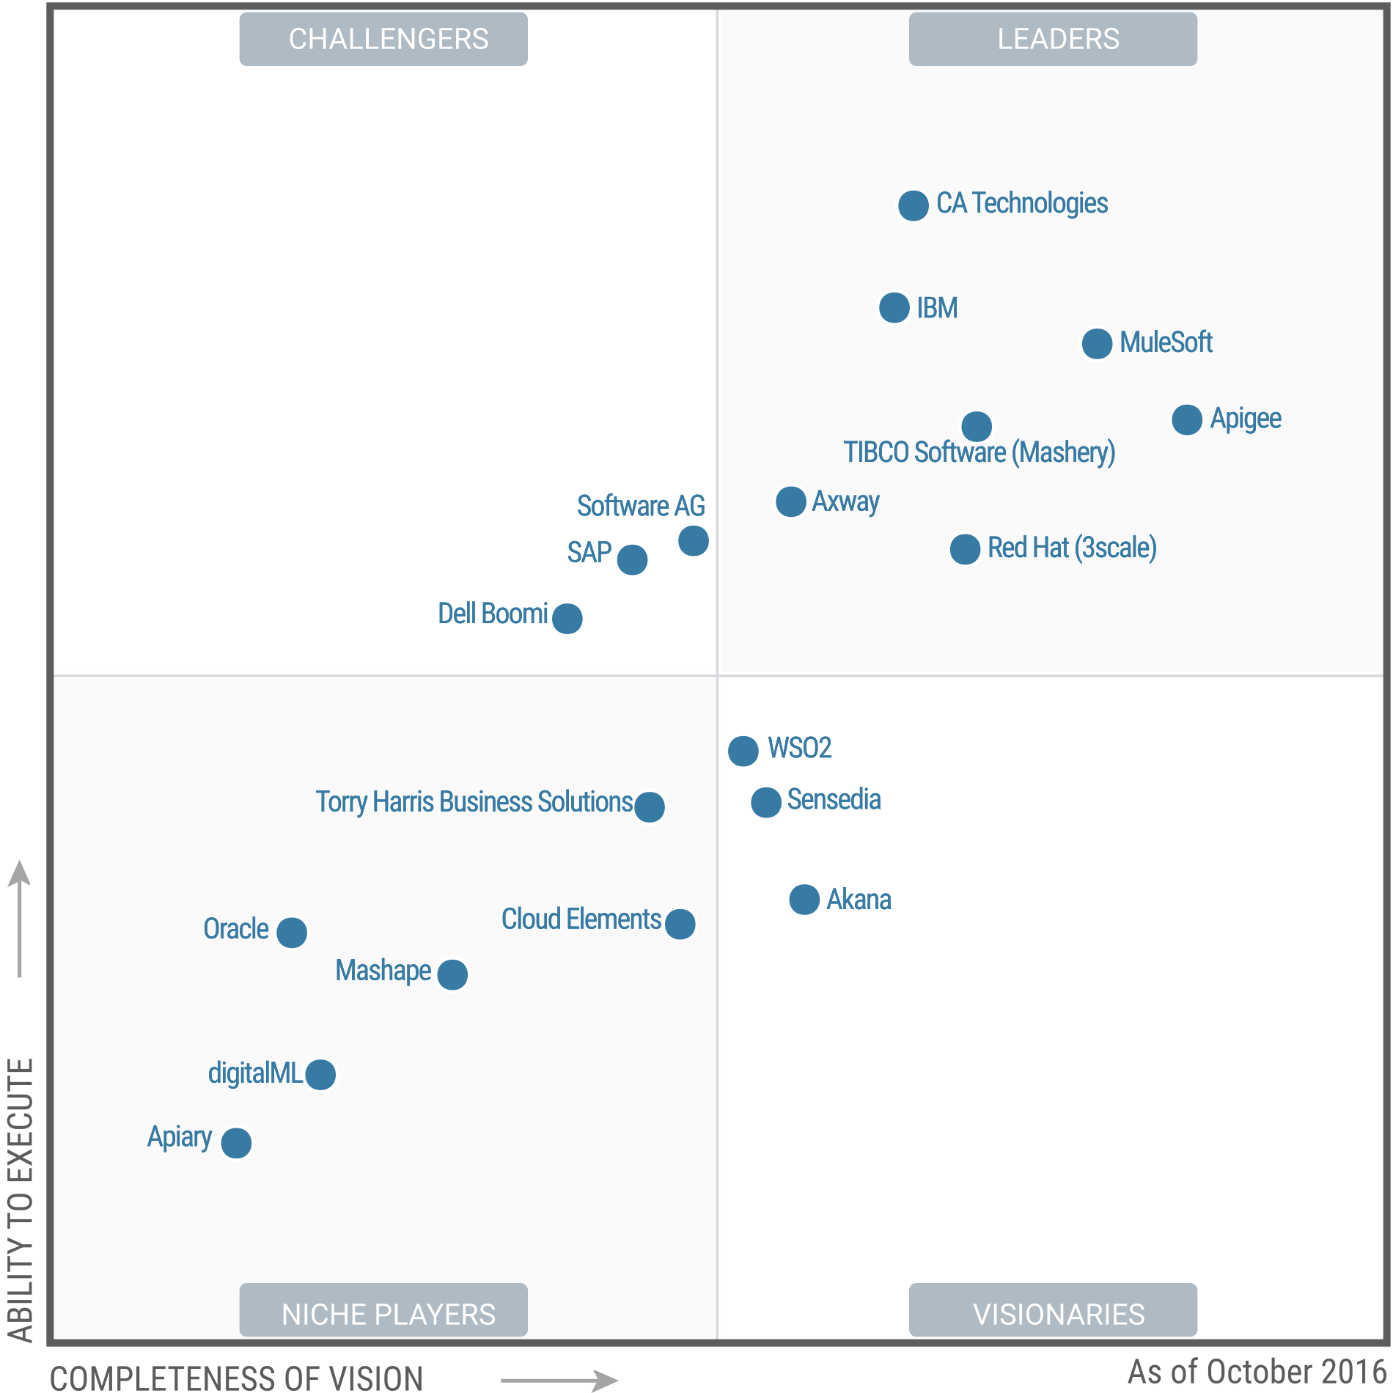 CHALLENGERS
LEADERS
CA Technologies
IBM
MuleSoft
Apigee
TIBCO Software (Mashery)
Axway
Software AG
Red Hat (3scale)
SAP
Dell Boomi
WSO2
Torry Harris Business Solutions
Sensedia
Akana
Cloud Elements
Oracle
Mashape
digitalML
Apiary
NICHE PLAYERS
VISIONARIES
ABILITY TO EXECUTE
COMPLETENESS OF VISION
As of October 2016